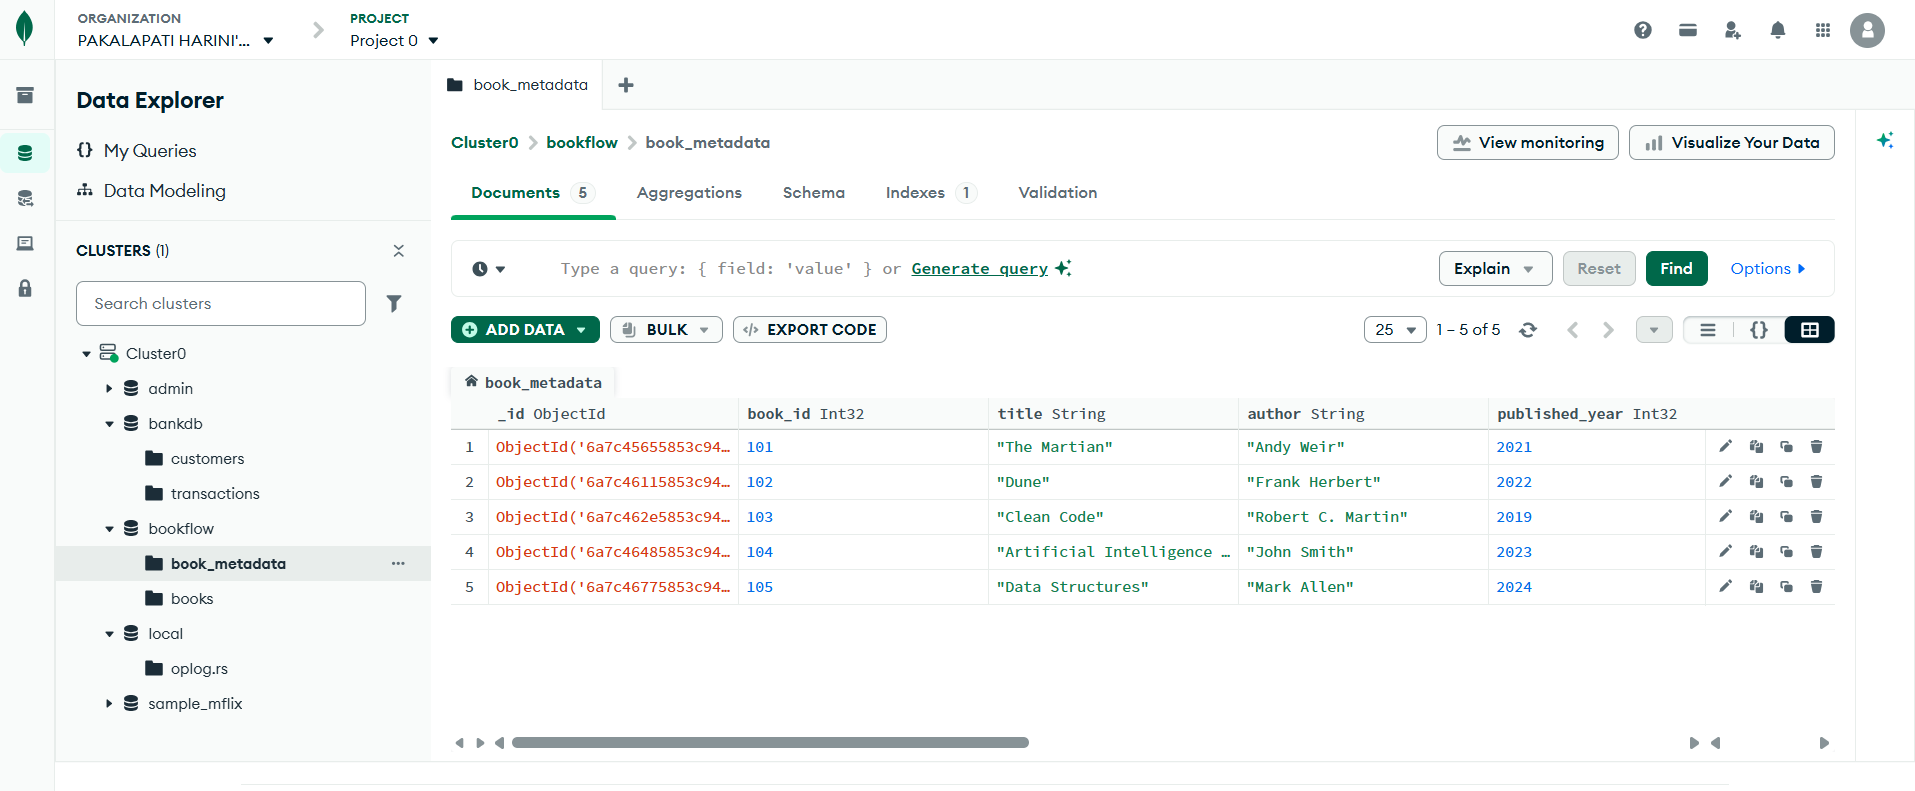 ORGANIZATION
PAKALAPATI HARINI'...
PROJECT
Project 0
Data Explorer
My Queries
Data Modeling
CLUSTERS (1)
Search clusters
Cluster0
admin
bankdb
customers
transactions
bookflow
book_metadata
books
local
oplog.rs
sample_mflix
book_metadata
Cluster0 > bookflow > book_metadata
View monitoring
Visualize Your Data
Documents 5 Aggregations Schema Indexes 1 Validation
Type a query: { field: 'value' } or Generate query
Explain Reset Find Options
ADD DATA BULK EXPORT CODE
25 1 – 5 of 5
book_metadata
_id ObjectId book_id Int32 title String author String published_year Int32
1 ObjectId('6a7c45655853c94… 101 "The Martian" "Andy Weir" 2021
2 ObjectId('6a7c46115853c94… 102 "Dune" "Frank Herbert" 2022
3 ObjectId('6a7c462e5853c94… 103 "Clean Code" "Robert C. Martin" 2019
4 ObjectId('6a7c46485853c94… 104 "Artificial Intelligence … "John Smith" 2023
5 ObjectId('6a7c46775853c94… 105 "Data Structures" "Mark Allen" 2024